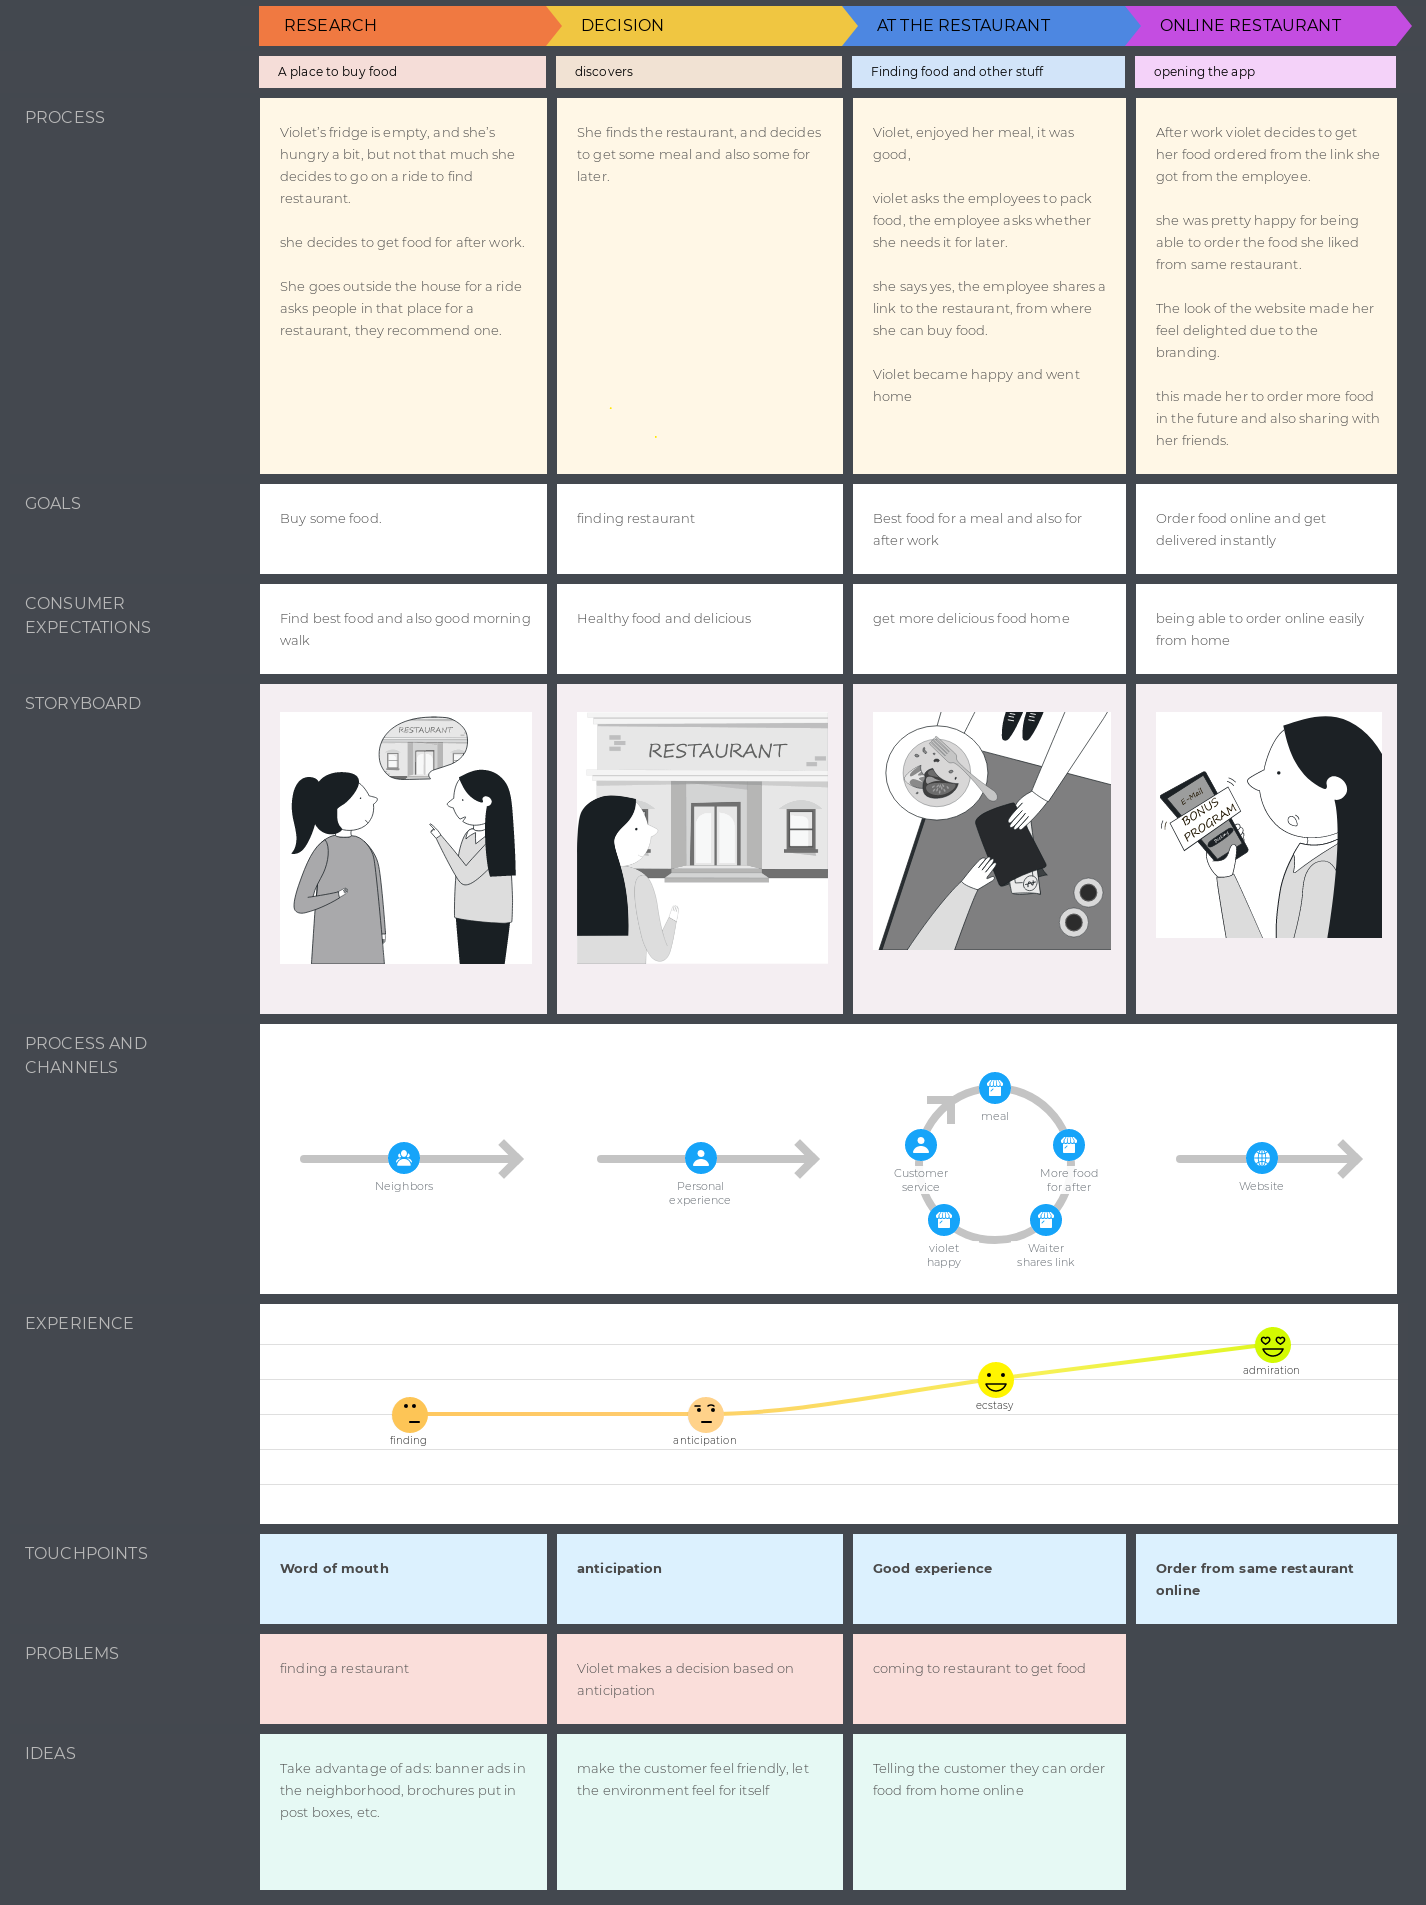 RESEARCH
DECISION
AT THE RESTAURANT
ONLINE RESTAURANT
A place to buy food
discovers
Finding food and other stuff
opening the app
PROCESS
Violet's fridge is empty, and she's
hungry a bit, but not that much she
decides to go on a ride to find
restaurant.
she decides to get food for after work.
She goes outside the house for a ride
asks people in that place for a
restaurant, they recommend one.
She finds the restaurant, and decides
to get some meal and also some for
later.
Violet, enjoyed her meal, it was
good,
violet asks the employees to pack
food, the employee asks whether
she needs it for later.
she says yes, the employee shares a
link to the restaurant, from where
she can buy food.
Violet became happy and went
home
After work violet decides to get
her food ordered from the link she
got from the employee.
she was pretty happy for being
able to order the food she liked
from same restaurant.
The look of the website made her
feel delighted due to the
branding.
this made her to order more food
in the future and also sharing with
her friends.
GOALS
Buy some food.
finding restaurant
Best food for a meal and also for
after work
Order food online and get
delivered instantly
CONSUMER
EXPECTATIONS
Find best food and also good morning
walk
Healthy food and delicious
get more delicious food home
being able to order online easily
from home
STORYBOARD
RESTAURANT
RESTAURANT
E-Mail
BONUS
PROGRAM
PROCESS AND
CHANNELS
Neighbors
Personal
experience
meal
Customer
service
More food
for after
violet
happy
Waiter
shares link
Website
EXPERIENCE
finding
anticipation
ecstasy
admiration
TOUCHPOINTS
Word of mouth
anticipation
Good experience
Order from same restaurant
online
PROBLEMS
finding a restaurant
Violet makes a decision based on
anticipation
coming to restaurant to get food
IDEAS
Take advantage of ads: banner ads in
the neighborhood, brochures put in
post boxes, etc.
make the customer feel friendly, let
the environment feel for itself
Telling the customer they can order
food from home online